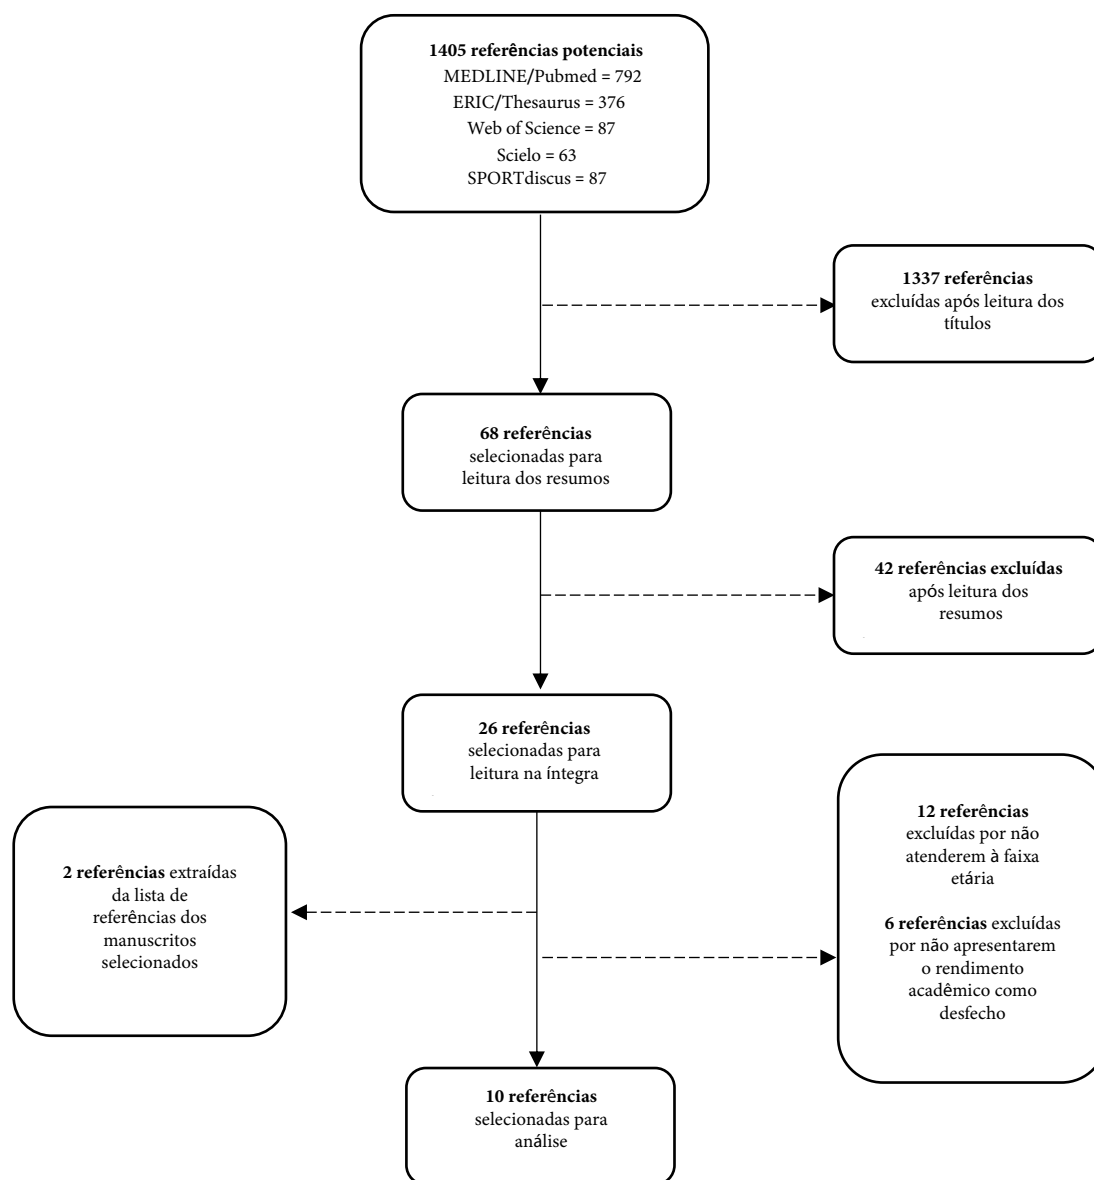 1405 referências potenciais
MEDLINE/Pubmed = 792
ERIC/Thesaurus = 376
Web of Science = 87
Scielo = 63
SPORTdiscus = 87
1337 referências
excluídas após leitura dos
títulos
68 referências
selecionadas para
leitura dos resumos
42 referências excluídas
após leitura dos
resumos
26 referências
selecionadas para
leitura na íntegra
2 referências extraídas
da lista de
referências dos
manuscritos
selecionados
12 referências
excluídas por não
atenderem à faixa
etária
6 referências excluídas
por não apresentarem
o rendimento
acadêmico como
desfecho
10 referências
selecionadas para
análise